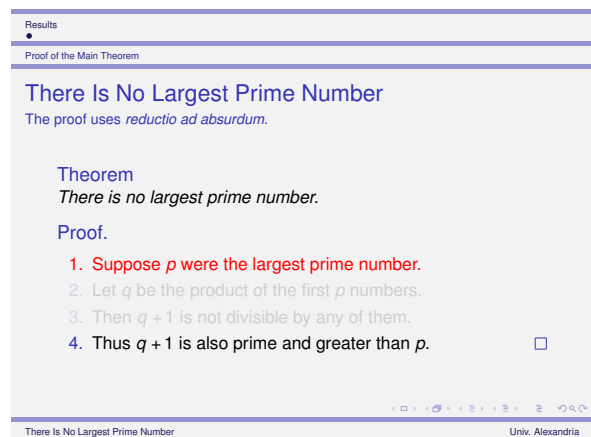 Results
Proof of the Main Theorem
There Is No Largest Prime Number
The proof uses reductio ad absurdum.
Theorem
There is no largest prime number.
Proof.
1. Suppose p were the largest prime number.
2. Let q be the product of the first p numbers.
3. Then q + 1 is not divisible by any of them.
4. Thus q + 1 is also prime and greater than p.
There Is No Largest Prime Number
Univ. Alexandria